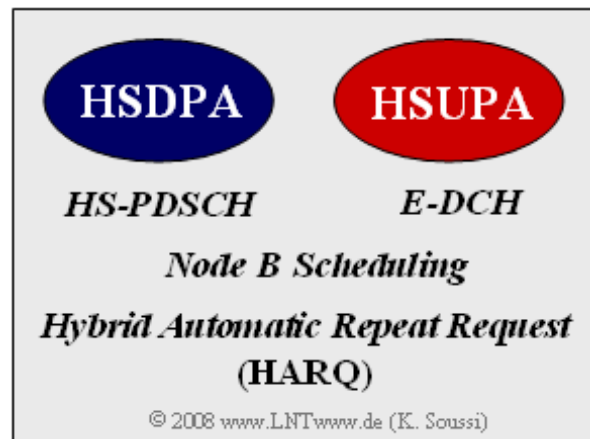 HSDPA HSUPA
HS-PDSCH E-DCH
Node B Scheduling
Hybrid Automatic Repeat Request
(HARQ)
© 2008 www.LNTwww.de (K. Soussi)